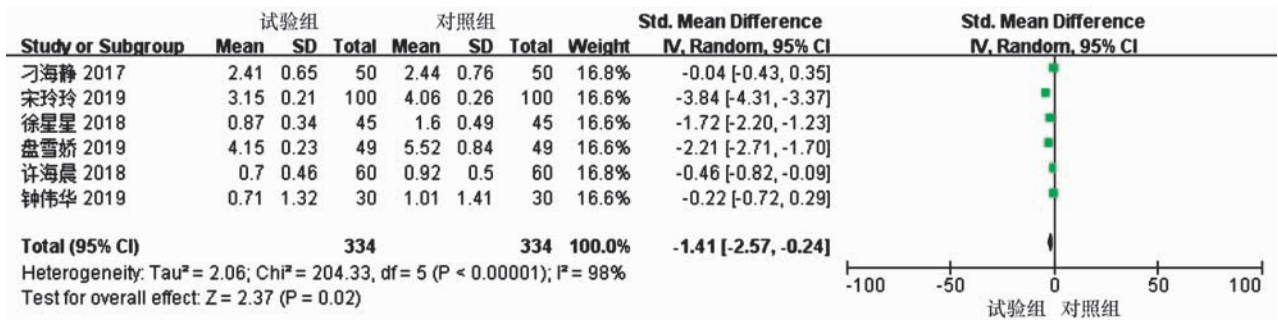 试验组 对照组 Std. Mean Difference Std. Mean Difference
Study or Subgroup Mean SD Total Mean SD Total Weight IV, Random, 95% CI IV, Random, 95% CI
刁海静 2017 2.41 0.65 50 2.44 0.76 50 16.8% -0.04 [-0.43, 0.35]
宋玲玲 2019 3.15 0.21 100 4.06 0.26 100 16.6% -3.84 [-4.31, -3.37]
徐星星 2018 0.87 0.34 45 1.6 0.49 45 16.6% -1.72 [-2.20, -1.23]
盘雪娇 2019 4.15 0.23 49 5.52 0.84 49 16.6% -2.21 [-2.71, -1.70]
许海晨 2018 0.7 0.46 60 0.92 0.5 60 16.8% -0.46 [-0.82, -0.09]
钟伟华 2019 0.71 1.32 30 1.01 1.41 30 16.6% -0.22 [-0.72, 0.29]
Total (95% CI) 334 334 100.0% -1.41 [-2.57, -0.24]
Heterogeneity: Tau² = 2.06; Chi² = 204.33, df = 5 (P < 0.00001); I² = 98%
Test for overall effect: Z = 2.37 (P = 0.02)
-100 -50 0 50 100
试验组 对照组